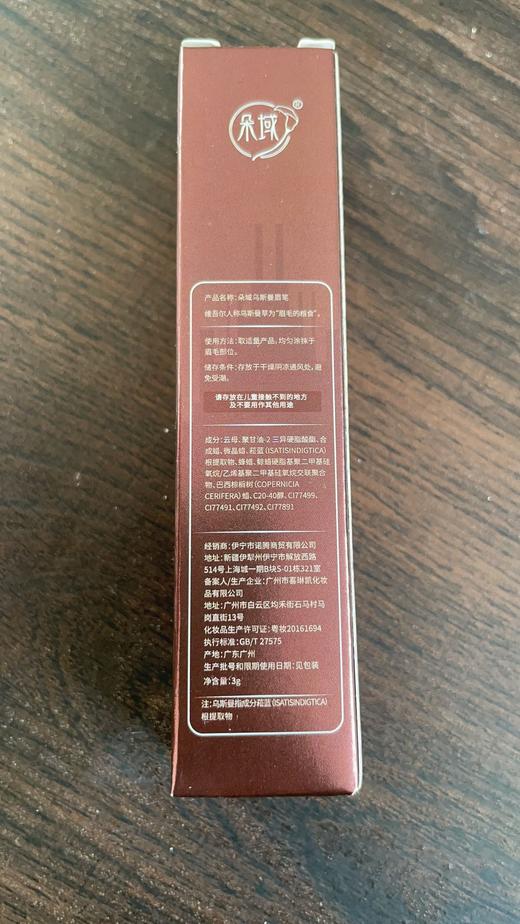 朵域®
产品名称：朵域乌斯曼眉笔
维吾尔人称乌斯曼草为“眉毛的粮食”。
使用方法：取适量产品，均匀涂抹于
眉毛部位。
储存条件：存放于干燥阴凉通风处，避
免受潮。
请存放在儿童接触不到的地方
及不要用作其他用途
成分：云母、聚甘油-2 三异硬脂酸酯、合
成蜡、微晶蜡、菘蓝（ISATISINDIGTICA）
根提取物、蜂蜡、鲸蜡硬脂基聚二甲基硅
氧烷/乙烯基聚二甲基硅氧烷交联聚合
物、巴西棕榈树（COPERNICIA
CERIFERA）蜡、C20-40醇、CI77499、
CI77491、CI77492、CI77891
经销商：伊宁市诺腾商贸有限公司
地址：新疆伊犁州伊宁市解放西路
514号上海城一期B块S-01栋321室
备案人/生产企业：广州市蓁琳凯化妆
品有限公司
地址：广州市白云区均禾街石马村马
岗直街13号
化妆品生产许可证：粤妆20161694
执行标准：GB/T 27575
产地：广东广州
生产批号和限期使用日期：见包装
净含量：3g
注：乌斯曼指成分菘蓝（ISATISINDIGTICA）
根提取物